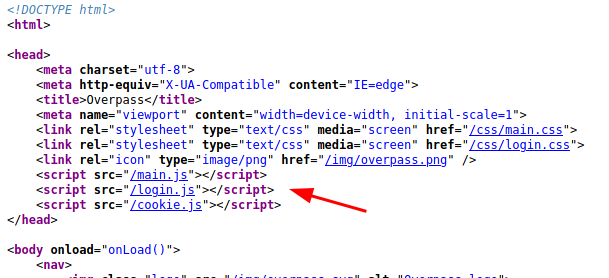 <!DOCTYPE html>
<html>
<head>
<meta charset="utf-8">
<meta http-equiv="X-UA-Compatible" content="IE=edge">
<title>Overpass</title>
<meta name="viewport" content="width=device-width, initial-scale=1">
<link rel="stylesheet" type="text/css" media="screen" href="/css/main.css">
<link rel="stylesheet" type="text/css" media="screen" href="/css/login.css">
<link rel="icon" type="image/png" href="/img/overpass.png" />
<script src="/main.js"></script>
<script src="/login.js"></script>
<script src="/cookie.js"></script>
</head>
<body onload="onLoad()">
<nav>